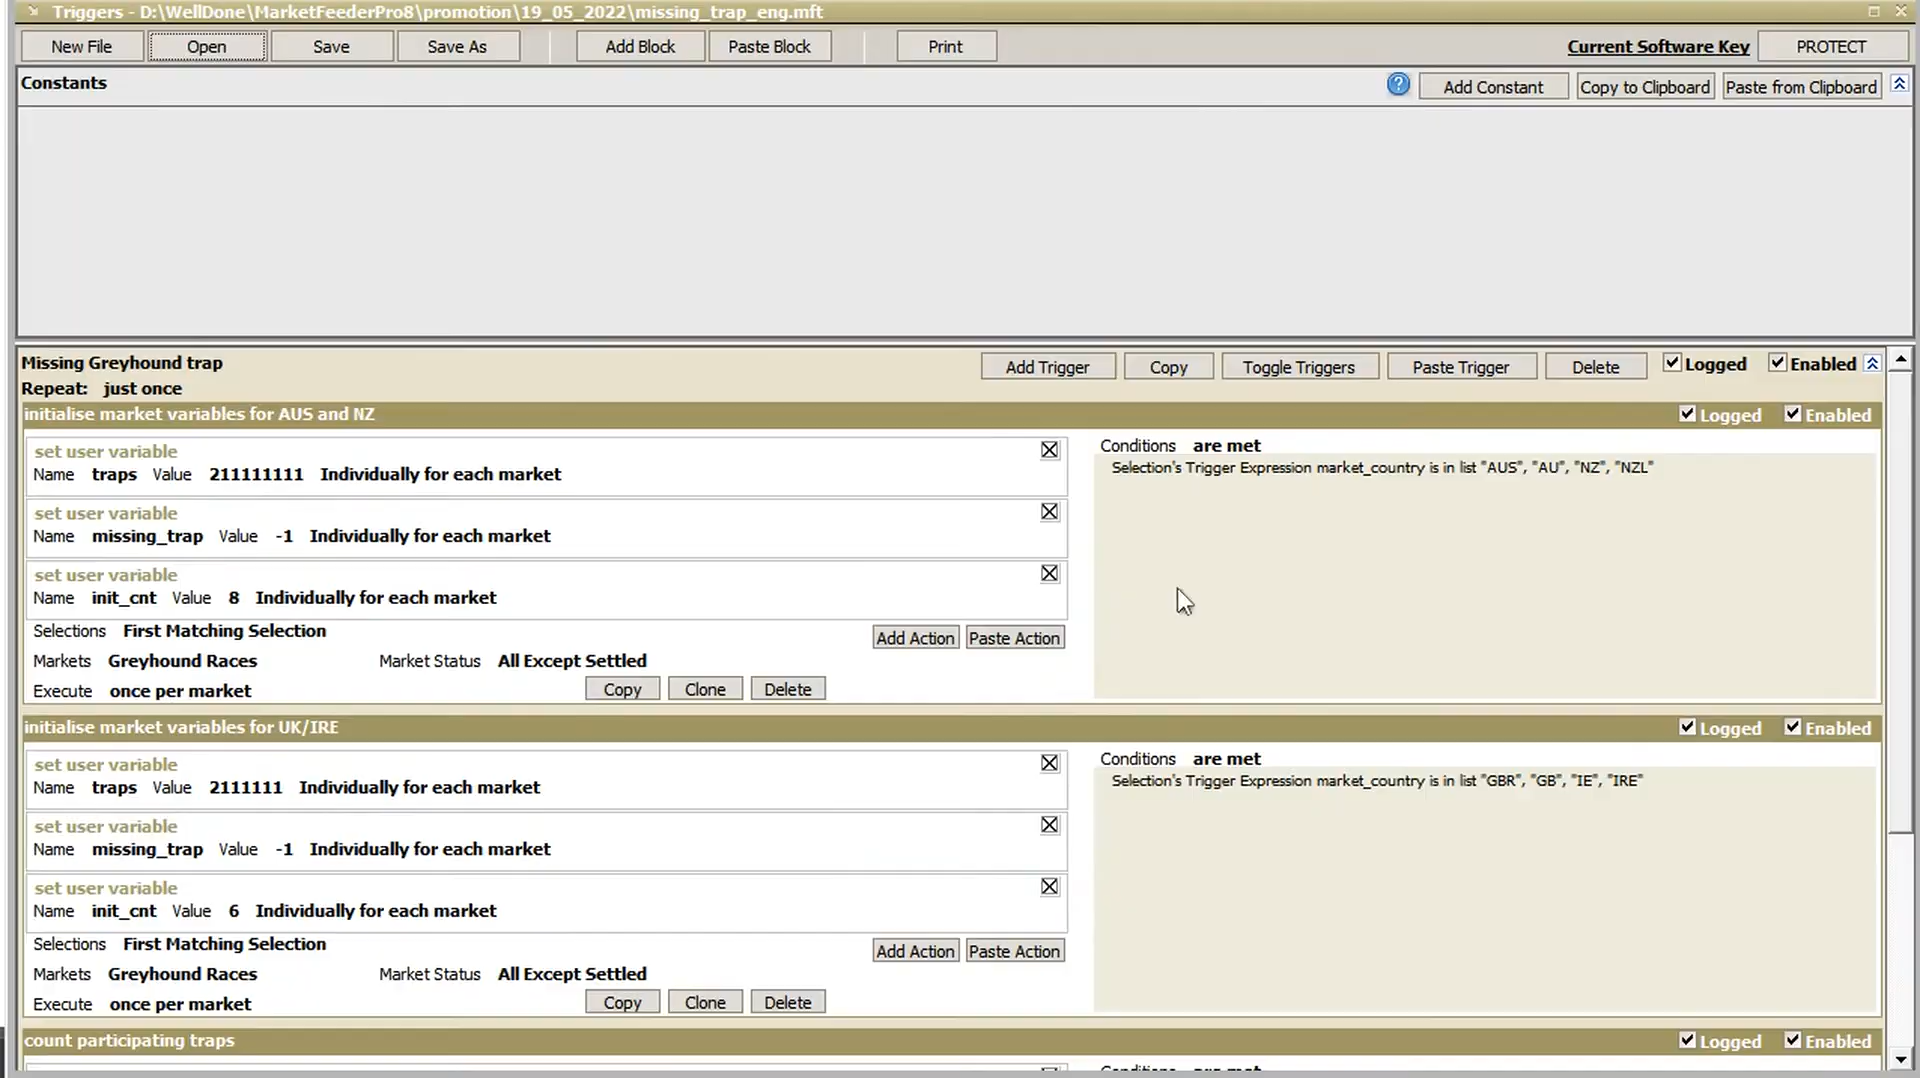 Triggers - D:\WellDone\MarketFeederPro8\promotion\19_05_2022\missing_trap_eng.mft
New File Open Save Save As Add Block Paste Block Print Current Software Key PROTECT
Constants ? Add Constant Copy to Clipboard Paste from Clipboard
Missing Greyhound trap Add Trigger Copy Toggle Triggers Paste Trigger Delete Logged Enabled
Repeat: just once
initialise market variables for AUS and NZ Logged Enabled
set user variable
Name traps Value 211111111 Individually for each market
set user variable
Name missing_trap Value -1 Individually for each market
set user variable
Name init_cnt Value 8 Individually for each market
Selections First Matching Selection Add Action Paste Action
Markets Greyhound Races Market Status All Except Settled
Execute once per market Copy Clone Delete
Conditions are met
Selection's Trigger Expression market_country is in list "AUS", "AU", "NZ", "NZL"
initialise market variables for UK/IRE Logged Enabled
set user variable
Name traps Value 2111111 Individually for each market
set user variable
Name missing_trap Value -1 Individually for each market
set user variable
Name init_cnt Value 6 Individually for each market
Selections First Matching Selection Add Action Paste Action
Markets Greyhound Races Market Status All Except Settled
Execute once per market Copy Clone Delete
Conditions are met
Selection's Trigger Expression market_country is in list "GBR", "GB", "IE", "IRE"
count participating traps Logged Enabled